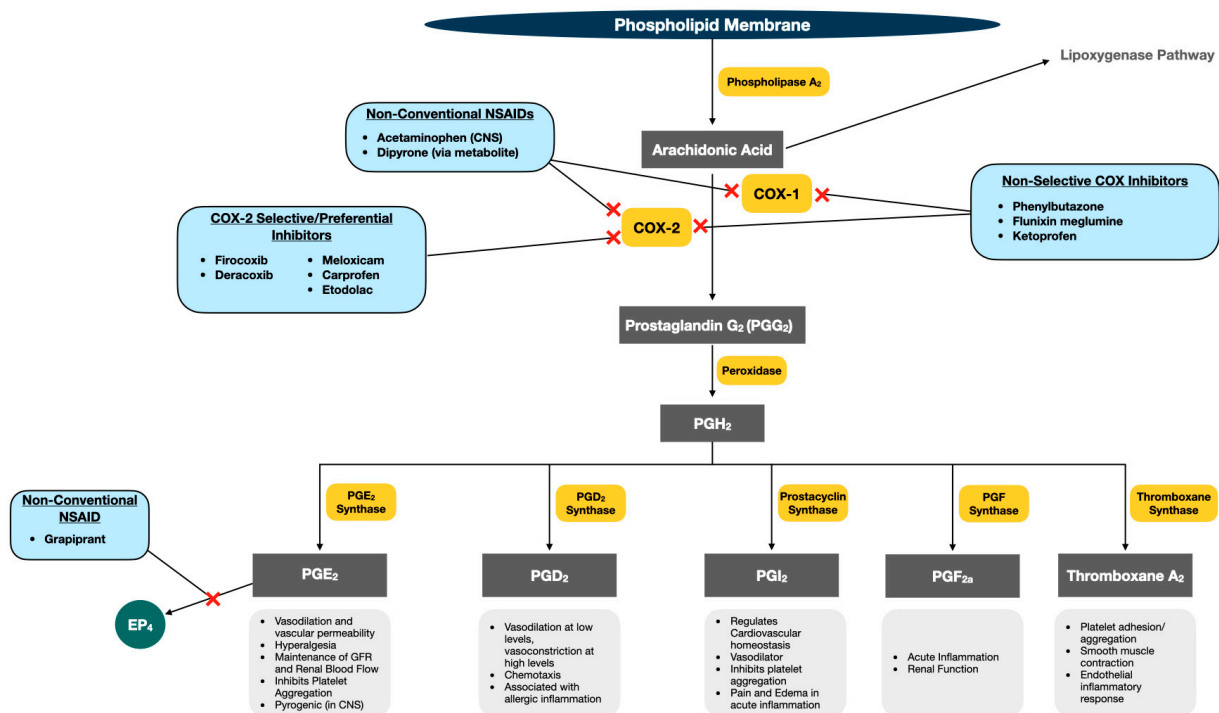 Phospholipid Membrane
Phospholipase A₂
Lipoxygenase Pathway
Non-Conventional NSAIDs
• Acetaminophen (CNS)
• Dipyrone (via metabolite)
Arachidonic Acid
COX-1
Non-Selective COX Inhibitors
• Phenylbutazone
• Flunixin meglumine
• Ketoprofen
COX-2 Selective/Preferential
Inhibitors
• Firocoxib
• Deracoxib
• Meloxicam
• Carprofen
• Etodolac
COX-2
Prostaglandin G₂ (PGG₂)
Peroxidase
PGH₂
PGE₂
Synthase
PGD₂
Synthase
Prostacyclin
Synthase
PGF
Synthase
Thromboxane
Synthase
Non-Conventional
NSAID
• Grapiprant
PGE₂
PGD₂
PGI₂
PGF₂ₐ
Thromboxane A₂
EP₄
• Vasodilation and
vascular permeability
• Hyperalgesia
• Maintenance of GFR
and Renal Blood Flow
• Inhibits Platelet
Aggregation
• Pyrogenic (in CNS)
• Vasodilation at low
levels,
vasoconstriction at
high levels
• Chemotaxis
• Associated with
allergic inflammation
• Regulates
Cardiovascular
homeostasis
• Vasodilator
• Inhibits platelet
aggregation
• Pain and Edema in
acute inflammation
• Acute Inflammation
• Renal Function
• Platelet adhesion/
aggregation
• Smooth muscle
contraction
• Endothelial
inflammatory
response